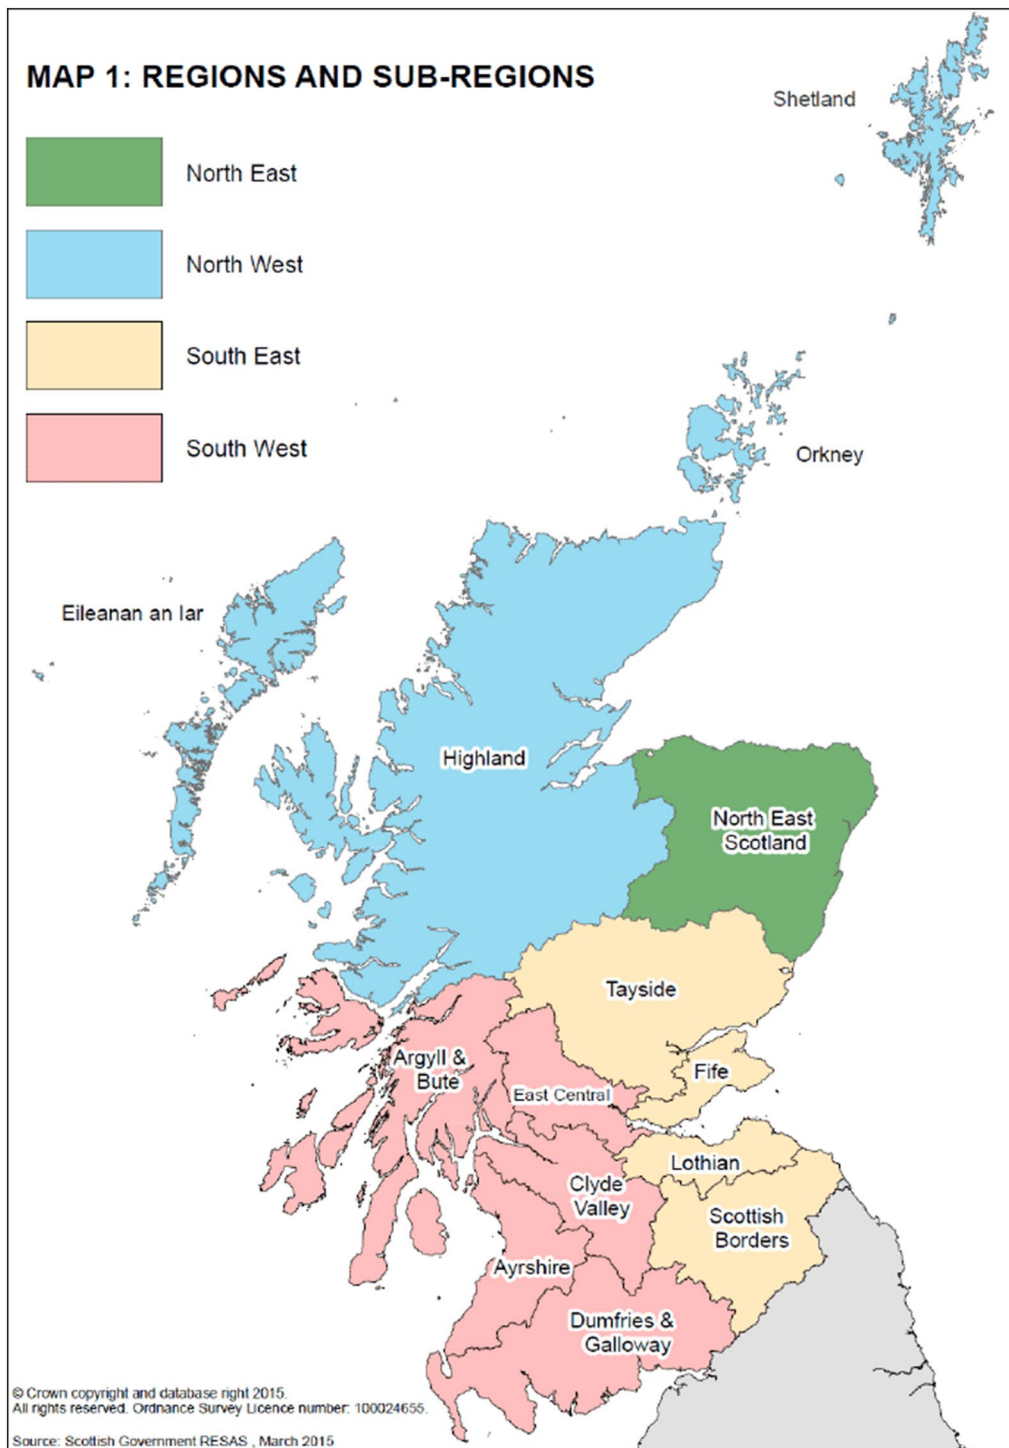 MAP 1: REGIONS AND SUB-REGIONS
North East
North West
South East
South West
Shetland
Orkney
Eileanan an Iar
Highland
North East
Scotland
Tayside
Argyll &
Bute
Fife
East Central
Lothian
Clyde
Valley
Scottish
Borders
Ayrshire
Dumfries &
Galloway
© Crown copyright and database right 2015.
All rights reserved. Ordnance Survey Licence number: 100024655.
Source: Scottish Government RESAS , March 2015